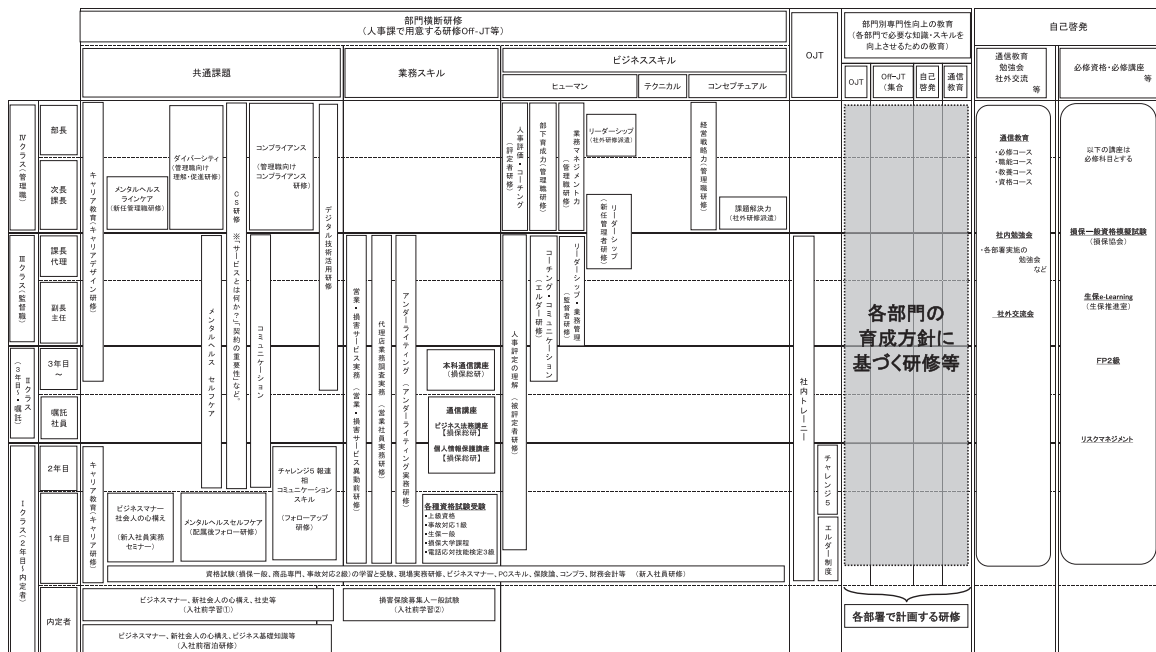 部門横断研修
(人事課で用意する研修Off-JT等)
OJT
部門別専門性向上の教育
(各部門で必要な知識・スキルを
向上させるための教育)
自己啓発
共通課題
業務スキル
ビジネススキル
ヒューマン
テクニカル
コンセプチュアル
OJT
Off-JT
(集合)
自己
啓発
通信
教育
通信教育
勉強会
社外交流
等
必修資格・必修講座
等
Ⅳクラス(管理職)
部長
次長
課長
Ⅲクラス(監督職)
課長
代理
副長
主任
Ⅱクラス
(3年目~・嘱託)
3年目
~
嘱託
社員
Ⅰクラス(2年目~内定者)
2年目
1年目
内定者
キャリア教育(キャリアデザイン研修)
キャリア教育(キャリア研修)
メンタルヘルス
ラインケア
(新任管理職研修)
ダイバーシティ
(管理職向け
理解・促進研修)
CS研修 ※「サービスとは何か?」「契約の重要性」など。
コンプライアンス
(管理職向け
コンプライアンス
研修)
デジタル技術活用研修
メンタルヘルス セルフケア
コミュニケーション
ビジネスマナー
社会人の心構え
(新入社員実務
セミナー)
メンタルヘルスセルフケア
(配属後フォロー研修)
チャレンジ5 報連
相
コミュニケーション
スキル
(フォローアップ
研修)
営業・損害サービス実務 (営業・損害サービス異動前研修)
代理店業務調査実務 (営業社員実務研修)
アンダーライティング (アンダーライティング実務研修)
本科通信講座
(損保総研)
通信講座
ビジネス法務講座
【損保総研】
個人情報保護講座
【損保総研】
各種資格試験受験
・上級資格
・事故対応1級
・生保一般
・損保大学課程
・電話応対技能検定3級
人事評価・コーチング
(評定者研修)
部下育成力(管理職研修)
業務マネジメント力
(管理職研修)
リーダーシップ
(社外研修派遣)
リーダーシップ
(新任管理者研修)
経営戦略力(管理職研修)
課題解決力
(社外研修派遣)
人事評定の理解 (被評定者研修)
コーチング・コミュニケーション
(エルダー研修)
リーダーシップ・業務管理
(監督者研修)
社内トレーニー
チャレンジ5
エルダー制度
各部門の
育成方針に
基づく研修等
各部署で計画する研修
通信教育
・必修コース
・職能コース
・教養コース
・資格コース
社内勉強会
・各部署実施の
勉強会
など
社外交流会
以下の講座は
必修科目とする
損保一般資格模擬試験
(損保協会)
生保e-Learning
(生保推進室)
FP2級
リスクマネジメント
資格試験(損保一般、商品専門、事故対応2級)の学習と受験、現場実務研修、ビジネスマナー、PCスキル、保険論、コンプラ、財務会計等 (新入社員研修)
ビジネスマナー、新社会人の心構え、社史等
(入社前学習①)
損害保険募集人一般試験
(入社前学習②)
ビジネスマナー、新社会人の心構え、ビジネス基礎知識等
(入社前宿泊研修)